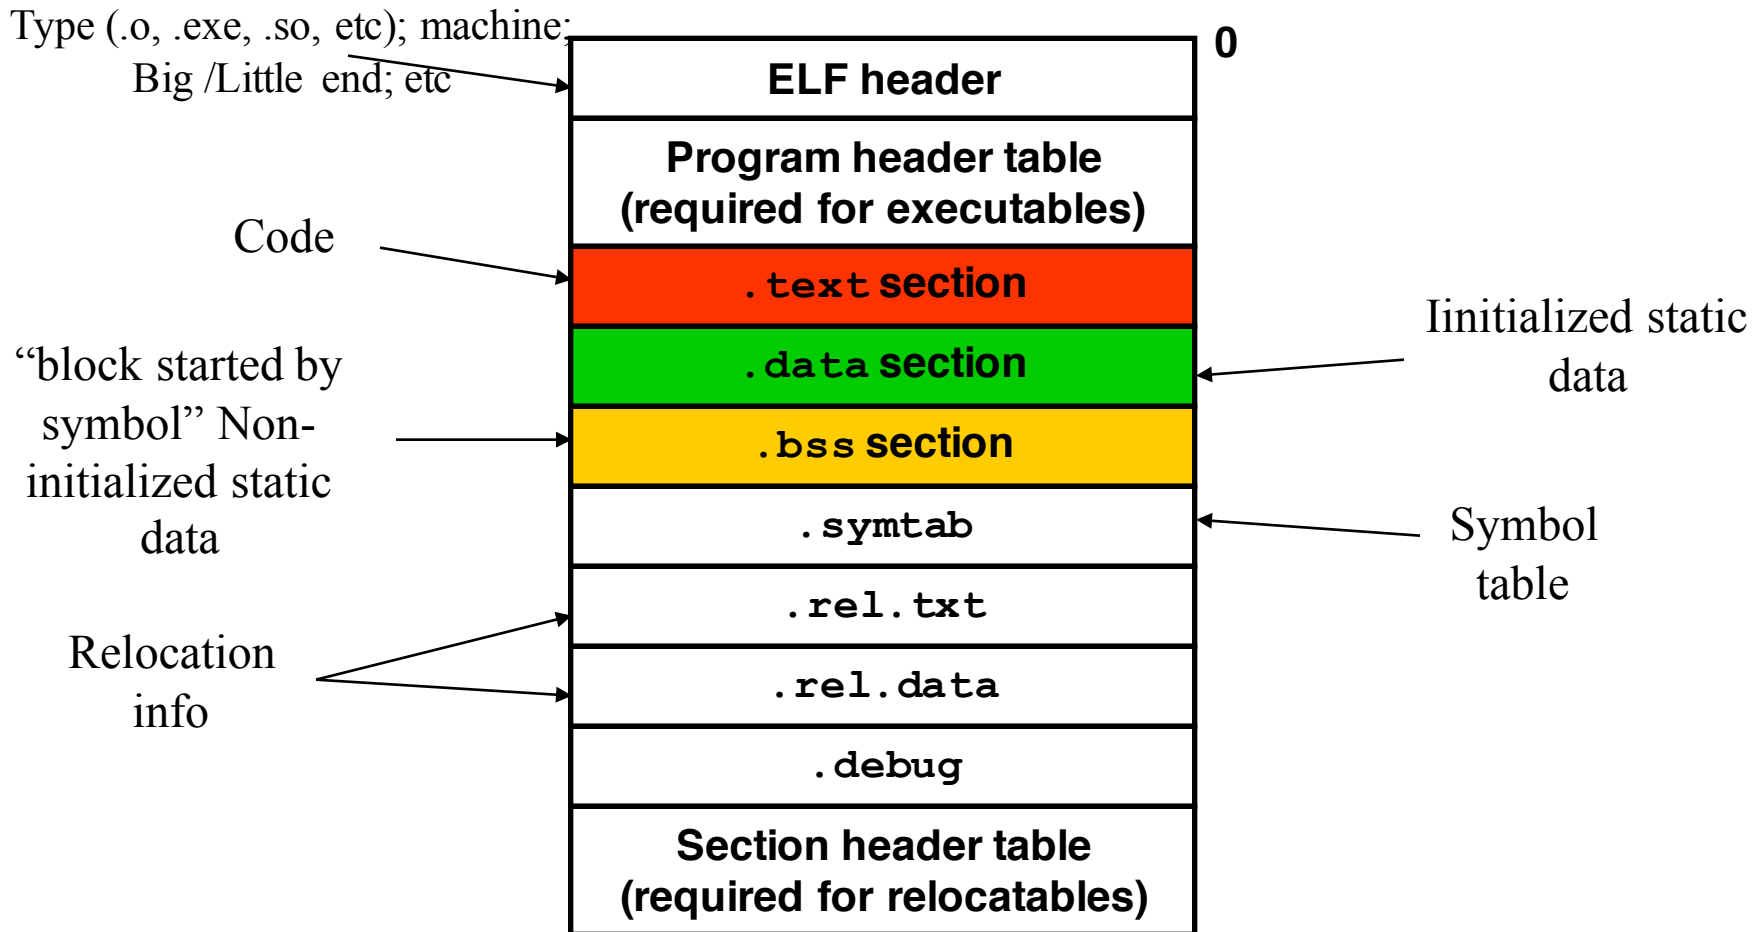 Type (.o, .exe, .so, etc); machine;
Big /Little end; etc
0
ELF header
Program header table
(required for executables)
Code
.text section
Iinitialized static
data
.data section
“block started by
symbol” Non-
initialized static
data
.bss section
.symtab
Symbol
table
.rel.txt
Relocation
info
.rel.data
.debug
Section header table
(required for relocatables)